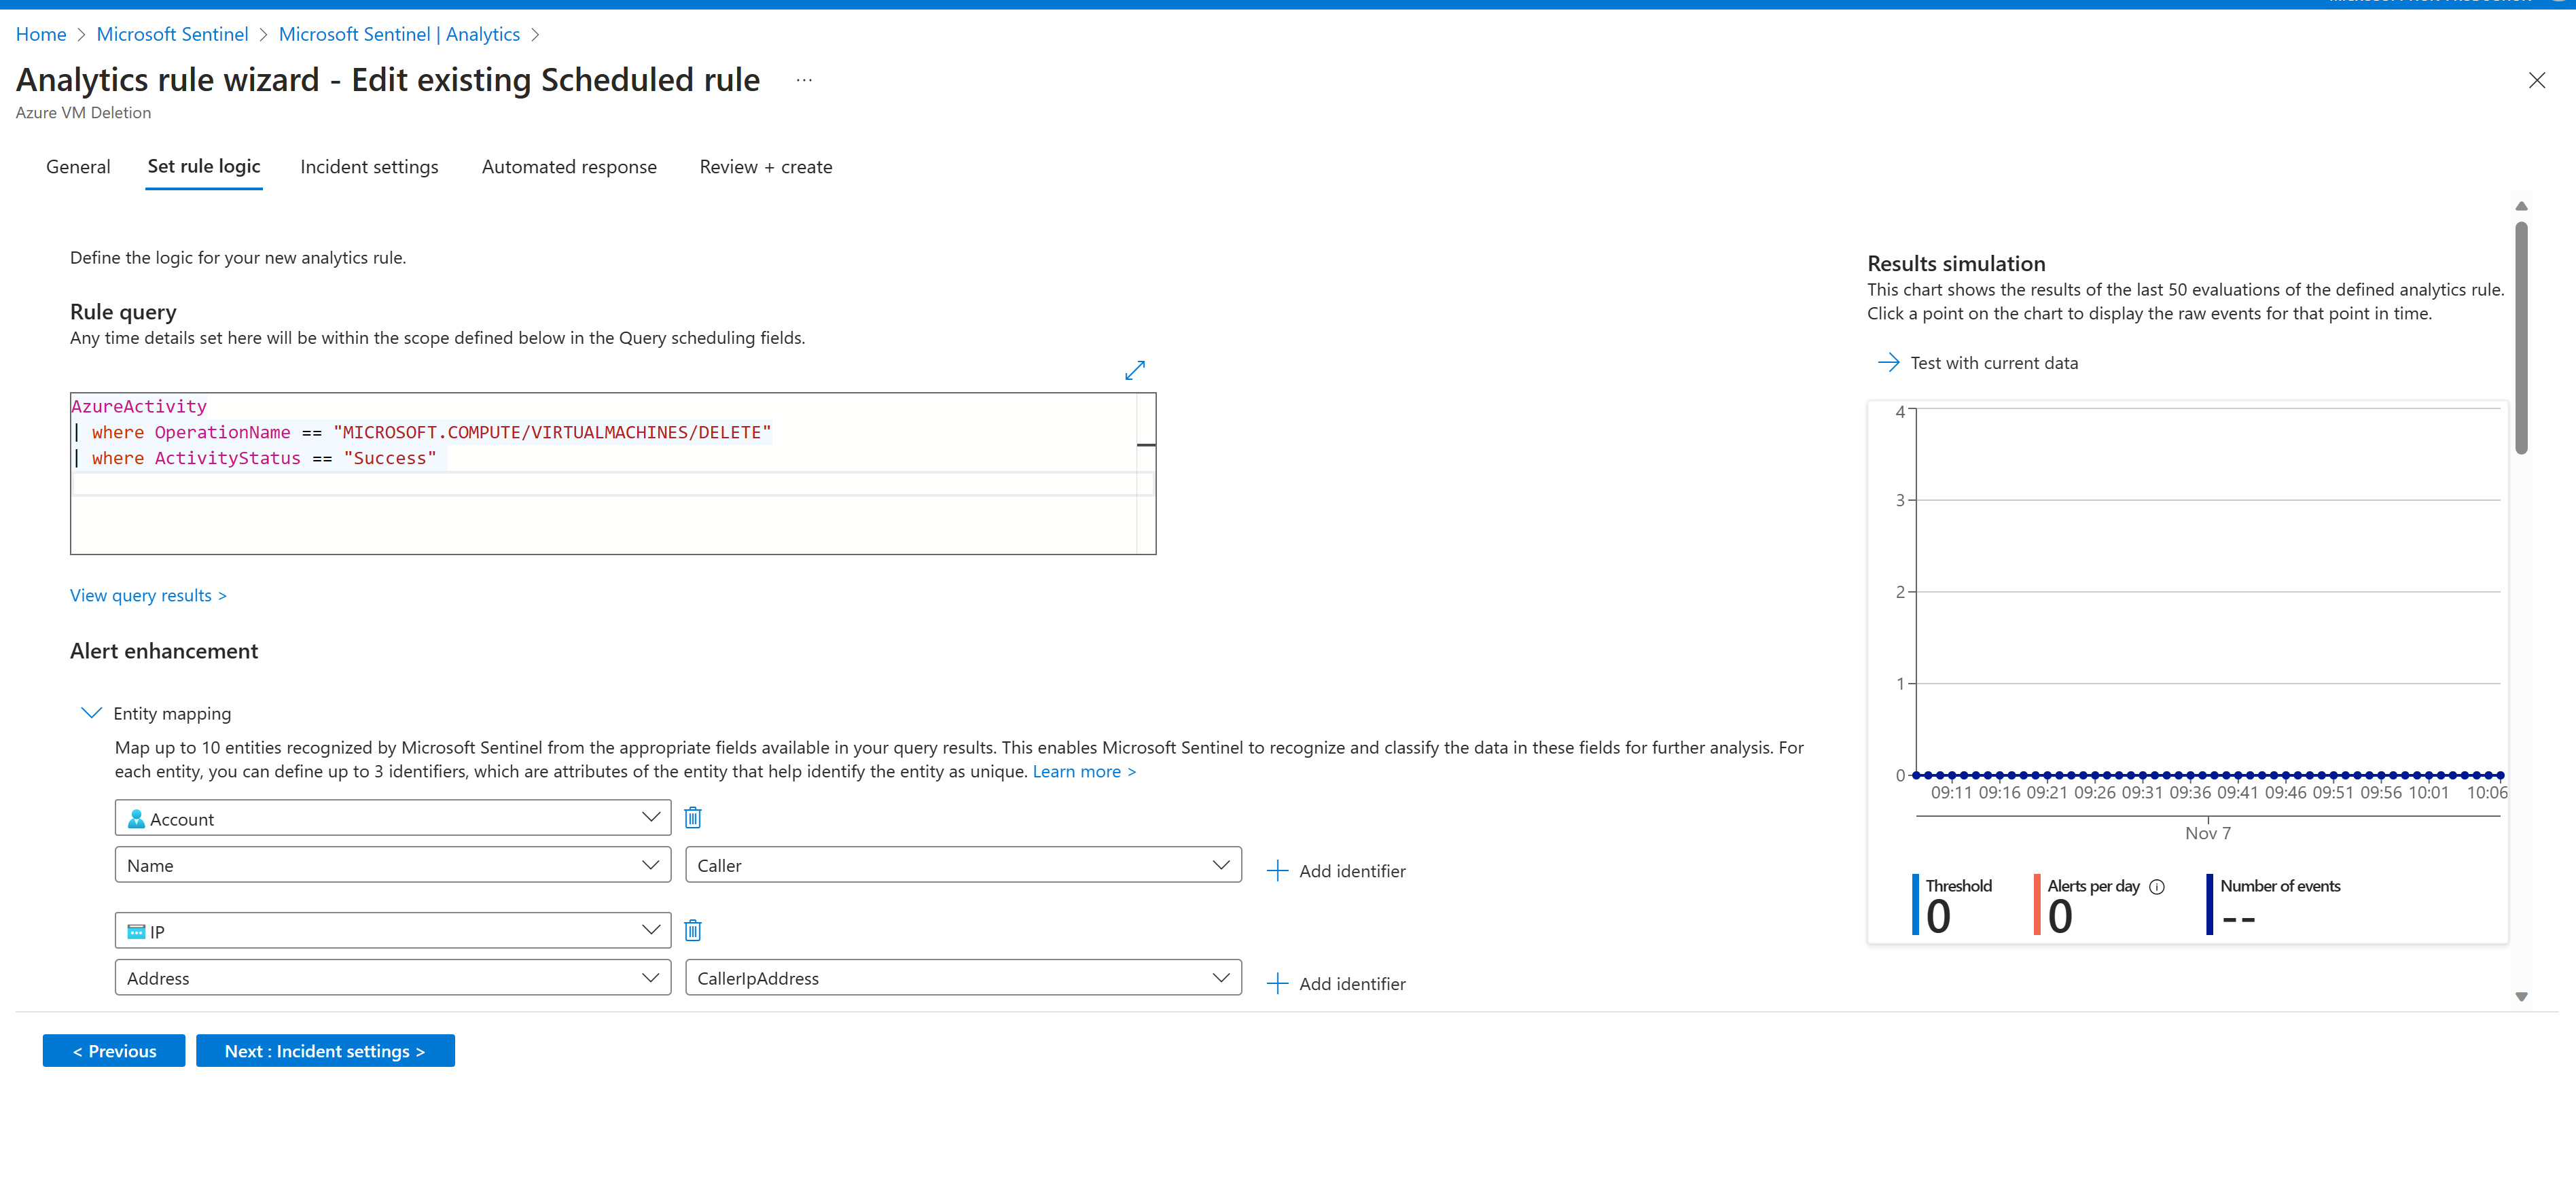 Home > Microsoft Sentinel > Microsoft Sentinel | Analytics >
Analytics rule wizard - Edit existing Scheduled rule ...
Azure VM Deletion
General Set rule logic Incident settings Automated response Review + create
Define the logic for your new analytics rule.
Rule query
Any time details set here will be within the scope defined below in the Query scheduling fields.
AzureActivity
| where OperationName == "MICROSOFT.COMPUTE/VIRTUALMACHINES/DELETE"
| where ActivityStatus == "Success"
View query results >
Alert enhancement
Entity mapping
Map up to 10 entities recognized by Microsoft Sentinel from the appropriate fields available in your query results. This enables Microsoft Sentinel to recognize and classify the data in these fields for further analysis. For
each entity, you can define up to 3 identifiers, which are attributes of the entity that help identify the entity as unique. Learn more >
Account
Name Caller Add identifier
IP
Address CallerIpAddress Add identifier
< Previous Next : Incident settings >
Results simulation
This chart shows the results of the last 50 evaluations of the defined analytics rule.
Click a point on the chart to display the raw events for that point in time.
Test with current data
4
3
2
1
0
09:11 09:16 09:21 09:26 09:31 09:36 09:41 09:46 09:51 09:56 10:01 10:06
Nov 7
Threshold Alerts per day Number of events
0 0 --